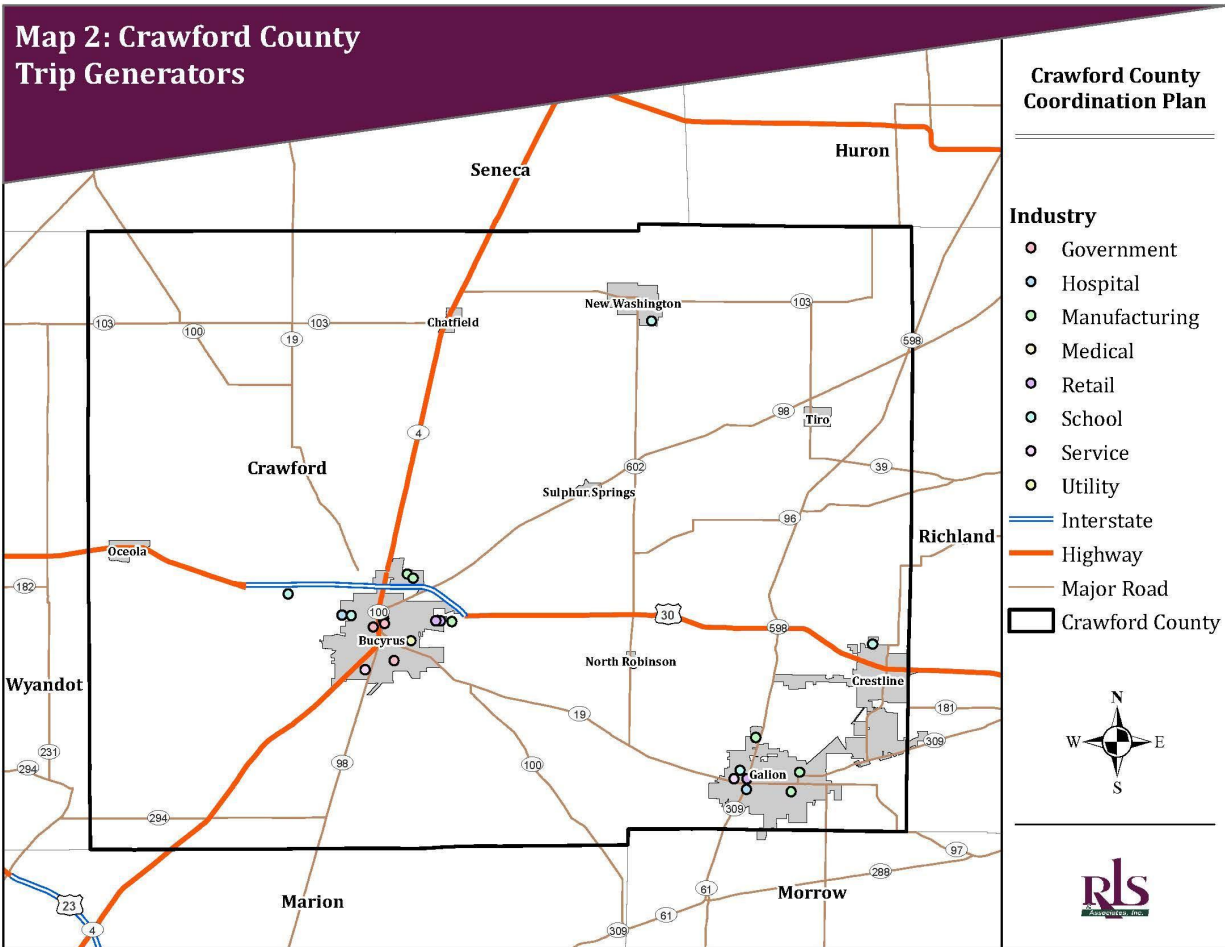 Map 2: Crawford County
Trip Generators
Crawford County
Coordination Plan
Industry
Government
Hospital
Manufacturing
Medical
Retail
School
Service
Utility
Interstate
Highway
Major Road
Crawford County
N
W
E
S
RLS
& Associates, Inc.
Huron
Seneca
New Washington
103
Chatfield
103
100
103
19
598
98
Tiro
4
Crawford
602
39
Sulphur Springs
96
Richland
Oceola
182
100
30
598
Bucyrus
North Robinson
Crestline
Wyandot
19
181
309
231
294
98
100
Galion
309
294
97
288
Marion
Morrow
61
61
23
4
309